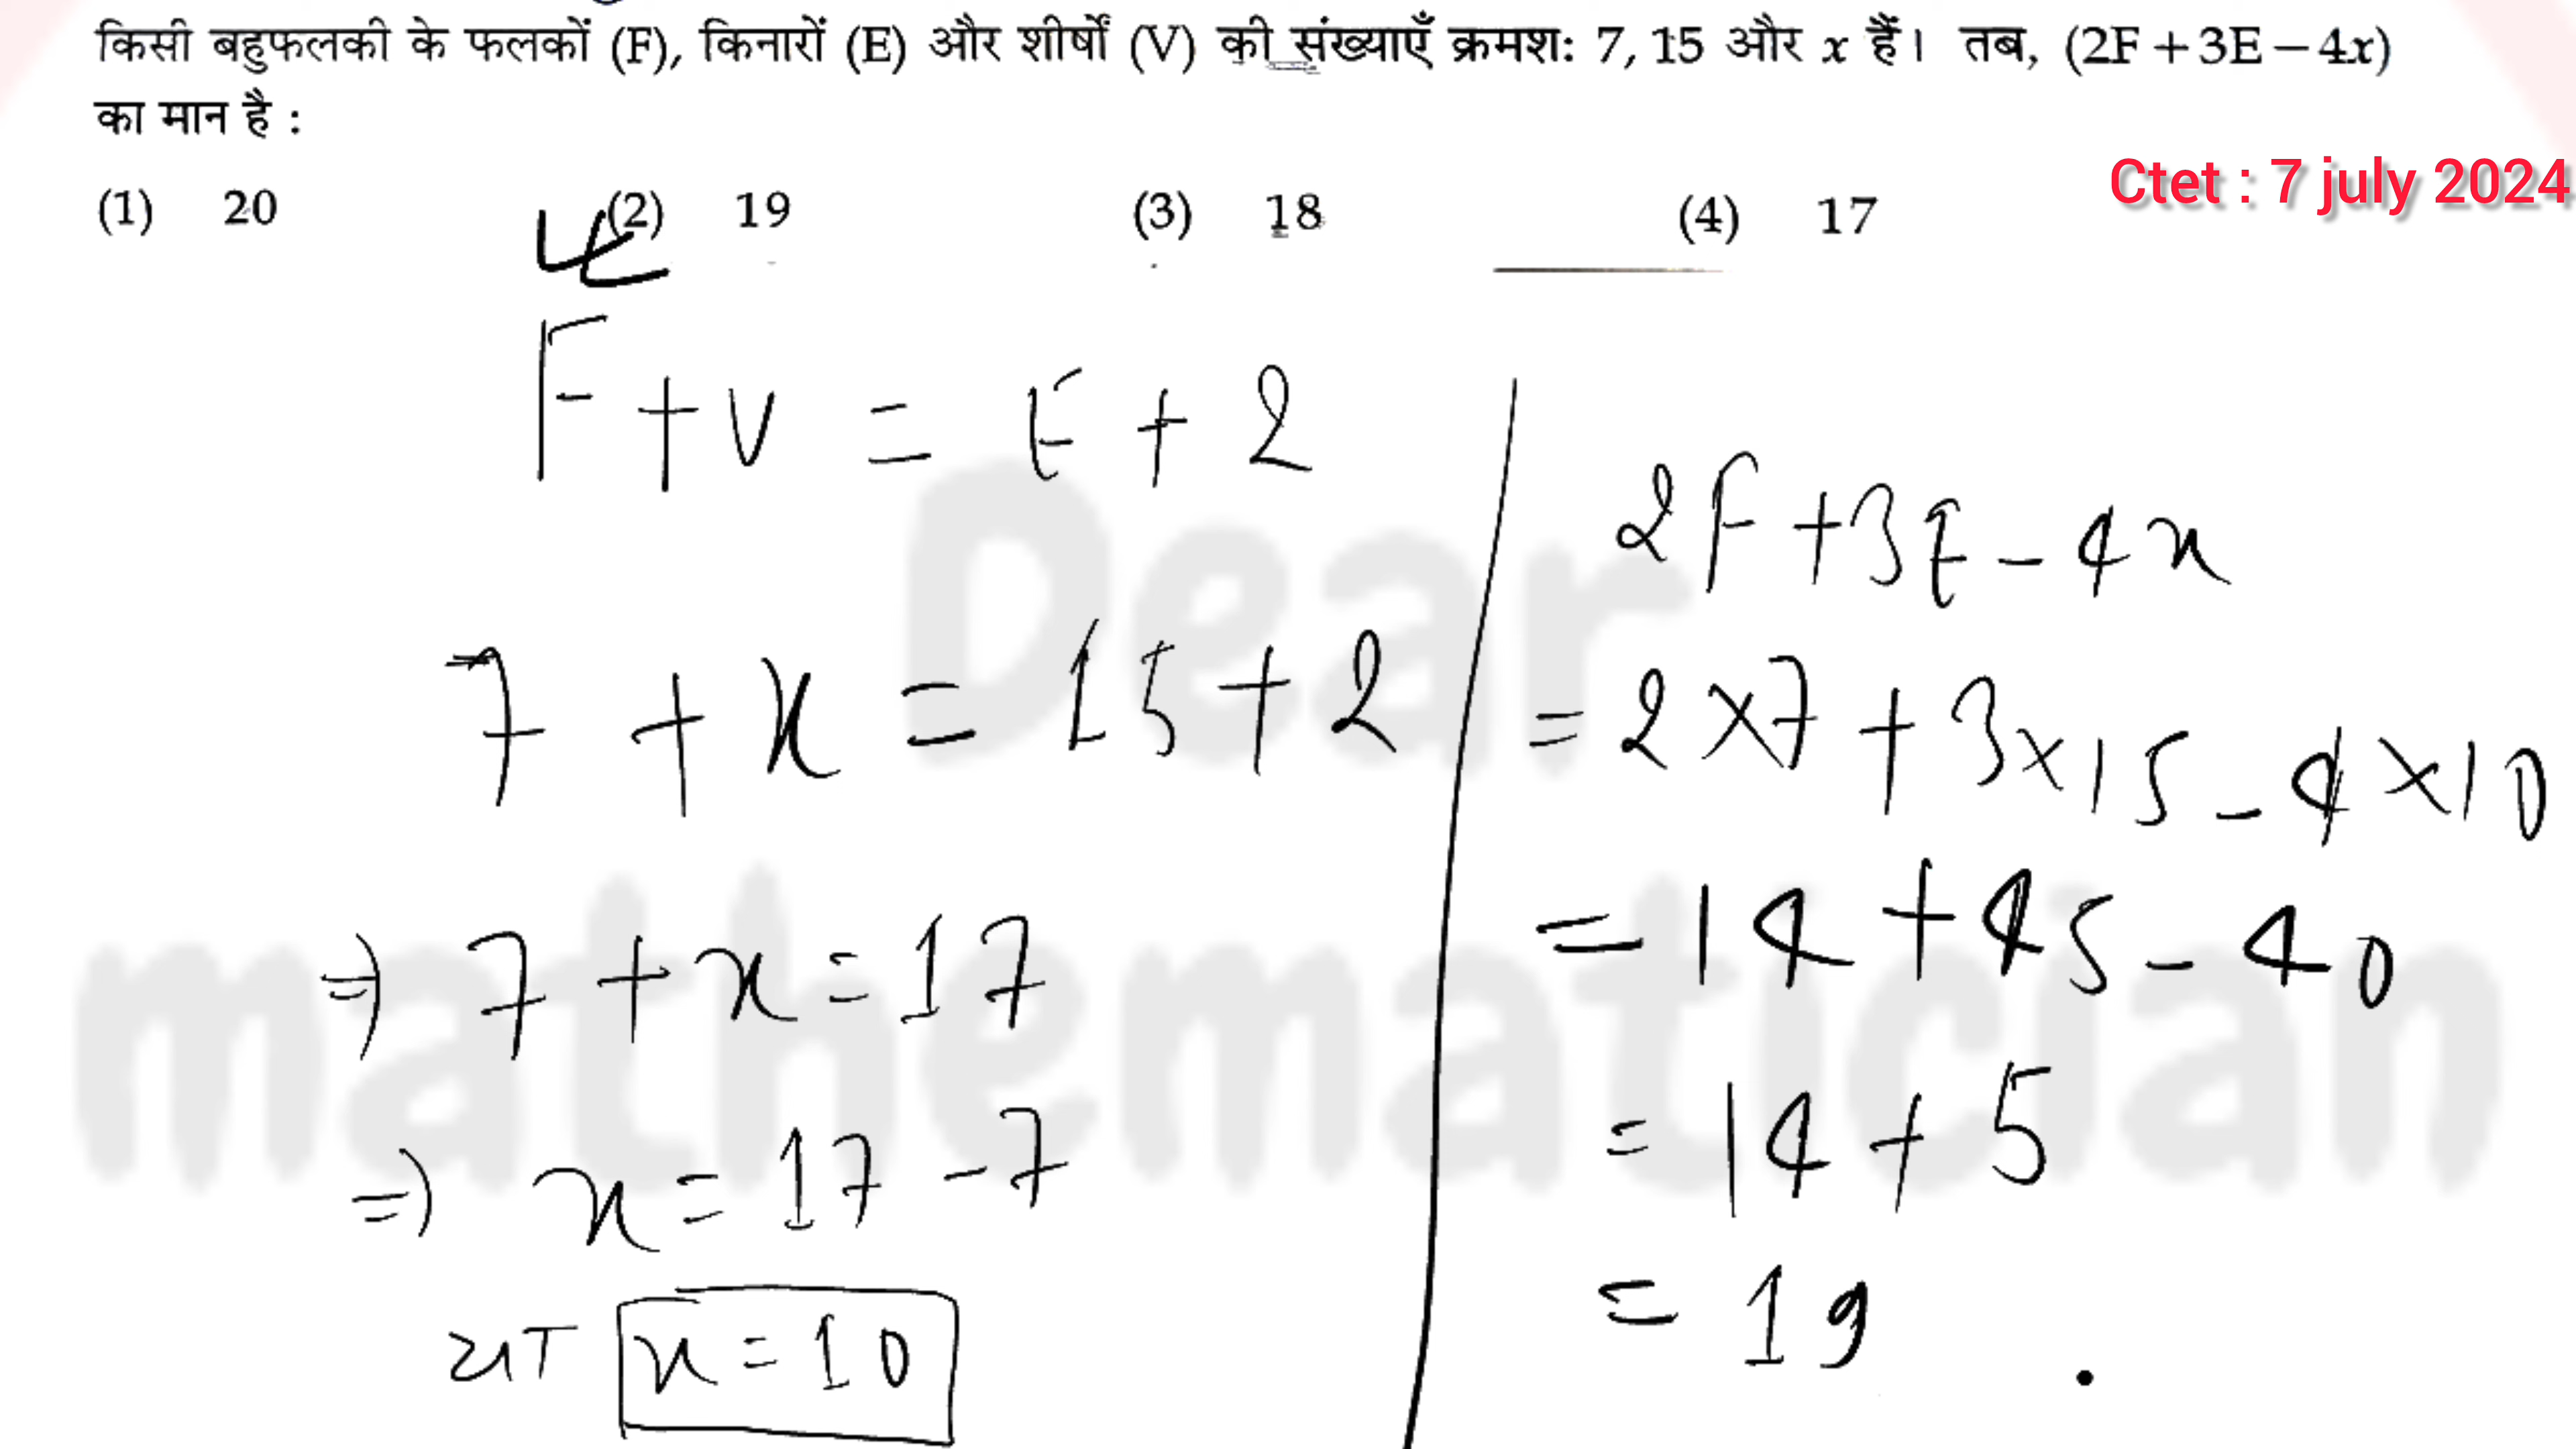 किसी बहुफलकी के फलकों (F), किनारों (E) और शीर्षों (V) की संख्याएँ क्रमश: 7, 15 और x हैं। तब, (2F+3E−4x)
का मान है :
Ctet : 7 july 2024
(1) 20 (2) 19 (3) 18 (4) 17
F + V = E + 2
7 + x = 15 + 2
⇒ 7 + x = 17
⇒ x = 17 - 7
या x = 10
2F + 3E - 4x
= 2×7 + 3×15 - 4×10
= 14 + 45 - 40
= 14 + 5
= 19
Dear
mathematician